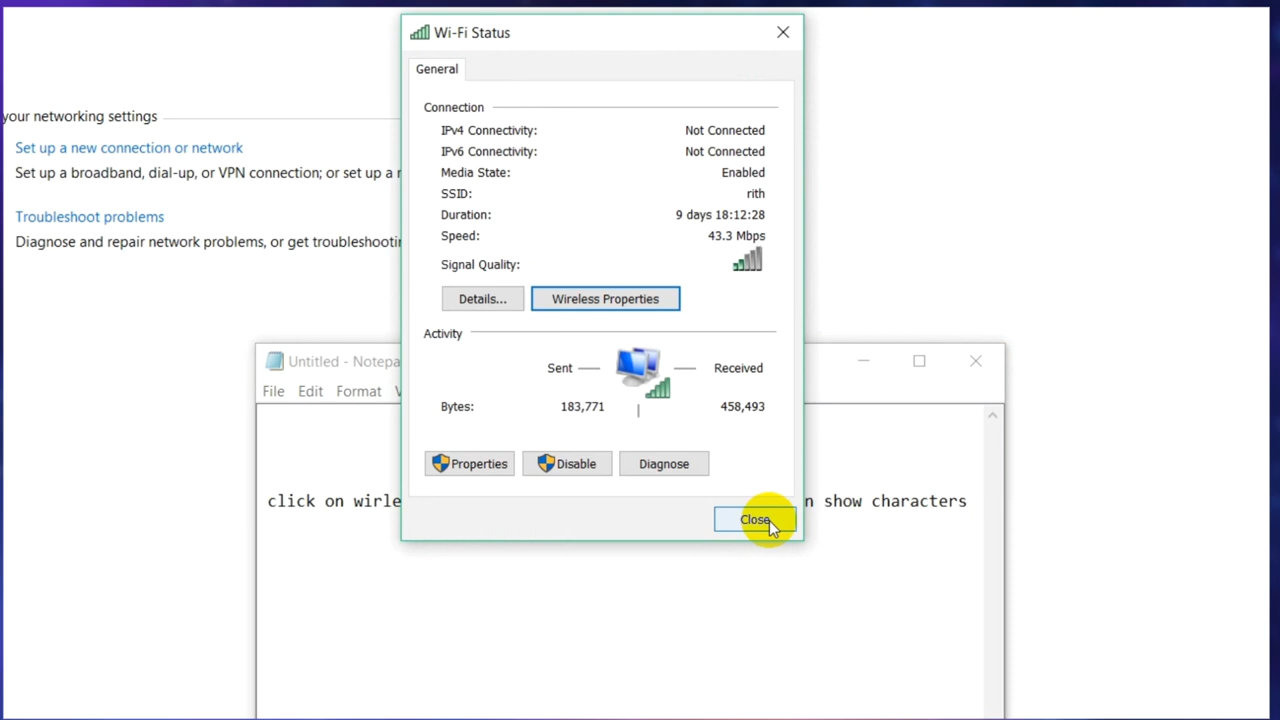 Wi-Fi Status
General
your networking settings
Connection
IPv4 Connectivity: Not Connected
Set up a new connection or network
IPv6 Connectivity: Not Connected
Set up a broadband, dial-up, or VPN connection; or set up a
Media State: Enabled
SSID: rith
Troubleshoot problems
Duration: 9 days 18:12:28
Diagnose and repair network problems, or get
Speed: 43.3 Mbps
Signal Quality:
Details... Wireless Properties
Activity
Sent Received
Bytes: 183,771 458,493
Properties Disable Diagnose
Close
Untitled -
File Edit Format
click on show characters